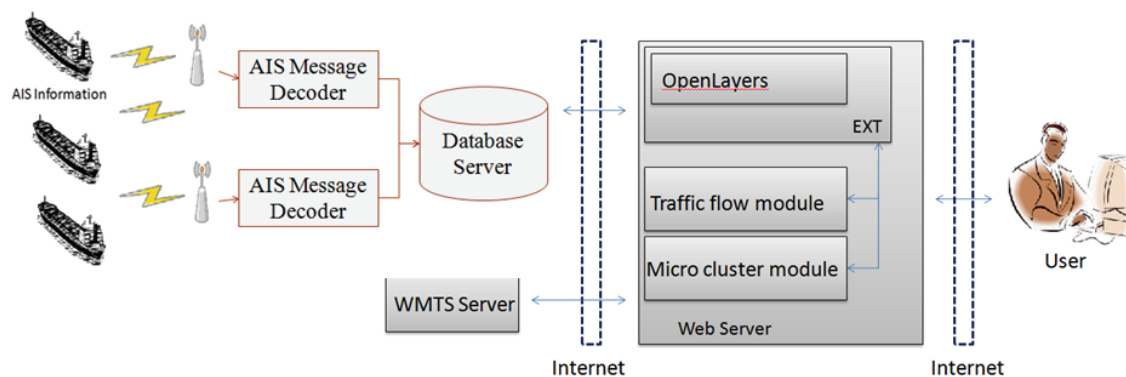 AIS Information
AIS Message
Decoder
AIS Message
Decoder
Database
Server
WMTS Server
Internet
OpenLayers
EXT
Traffic flow module
Micro cluster module
Web Server
Internet
User